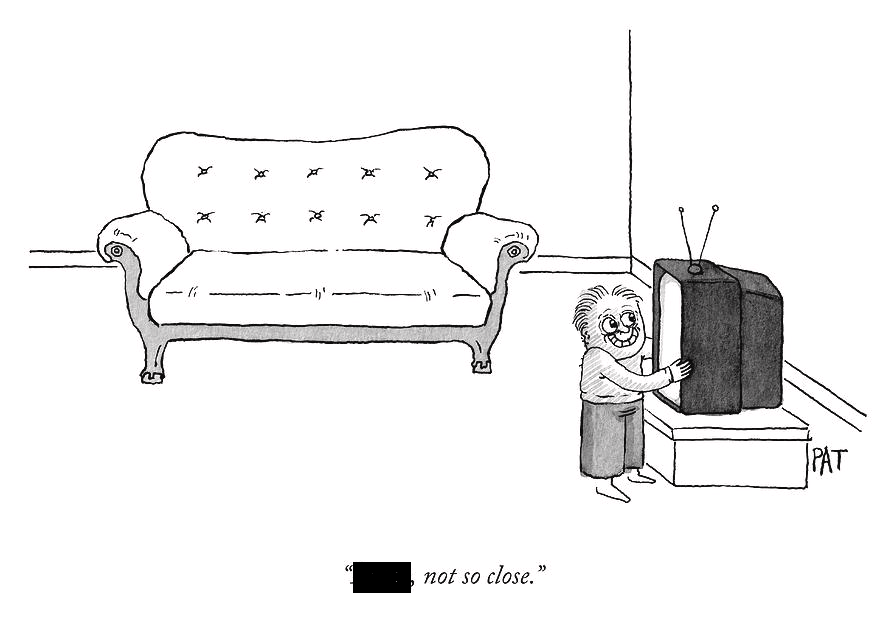 PAT
“, not so close.”